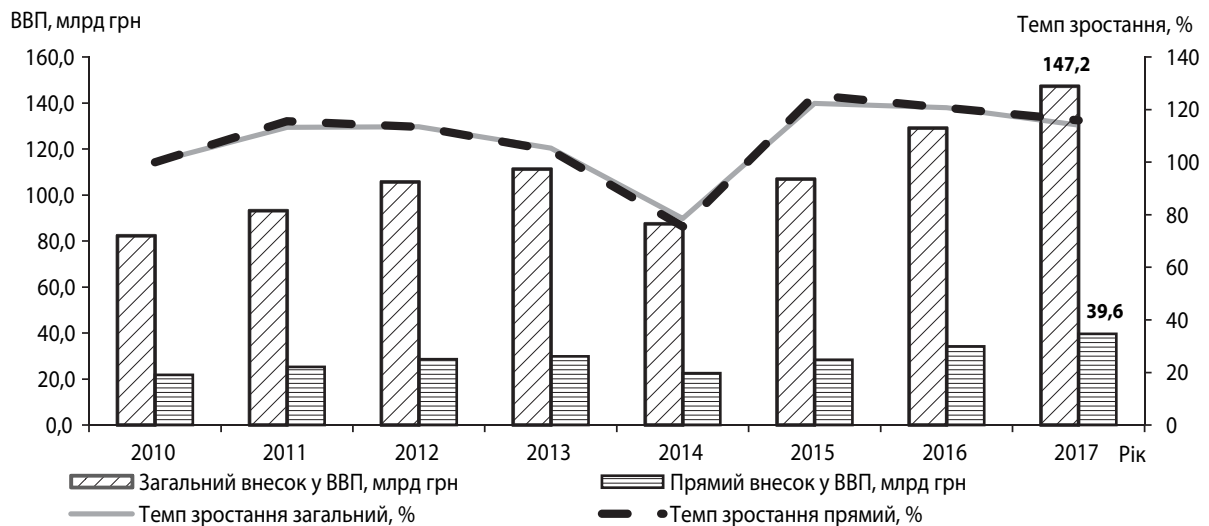 ВВП, млрд грн
Темп зростання, %
160,0
140,0
120,0
100,0
80,0
60,0
40,0
20,0
0,0
140
120
100
80
60
40
20
0
147,2
39,6
2010 2011 2012 2013 2014 2015 2016 2017 Рік
Загальний внесок у ВВП, млрд грн
Прямий внесок у ВВП, млрд грн
Темп зростання загальний, %
Темп зростання прямий, %